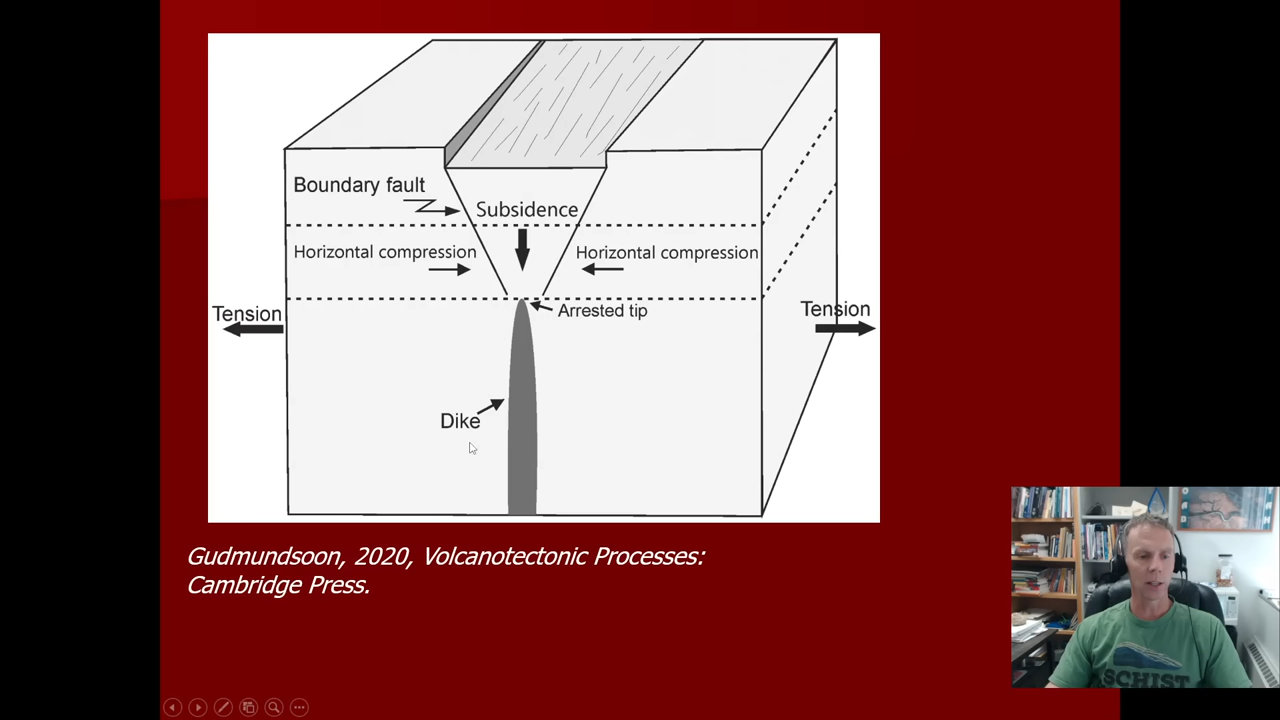 Boundary fault
Subsidence
Horizontal compression
Horizontal compression
Tension
Tension
Arrested tip
Dike
Gudmundsoon, 2020, Volcanotectonic Processes:
Cambridge Press.